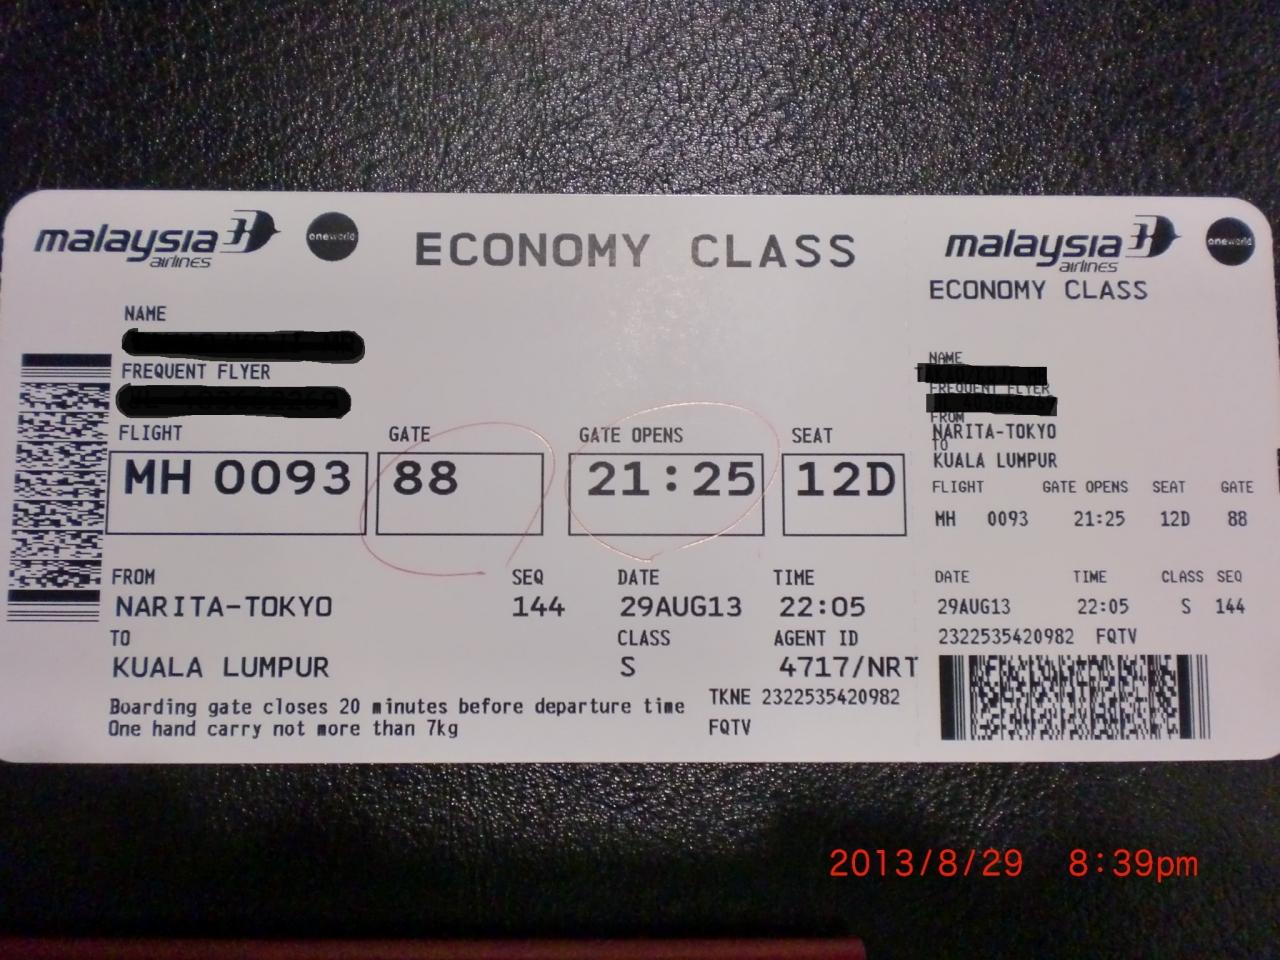 malaysia
airlines
oneworld
ECONOMY CLASS
NAME
FREQUENT FLYER
FLIGHT GATE GATE OPENS SEAT
MH 0093 88 21:25 12D
FROM SEQ DATE TIME
NARITA-TOKYO 144 29AUG13 22:05
TO CLASS AGENT ID
KUALA LUMPUR S 4717/NRT
Boarding gate closes 20 minutes before departure time
One hand carry not more than 7kg
TKNE 2322535420982
FQTV
malaysia
airlines
oneworld
ECONOMY CLASS
NAME
FREQUENT FLYER
FROM
NARITA-TOKYO
TO
KUALA LUMPUR
FLIGHT GATE OPENS SEAT GATE
MH 0093 21:25 12D 88
DATE TIME CLASS SEQ
29AUG13 22:05 S 144
2322535420982 FQTV
2013/8/29 8:39pm